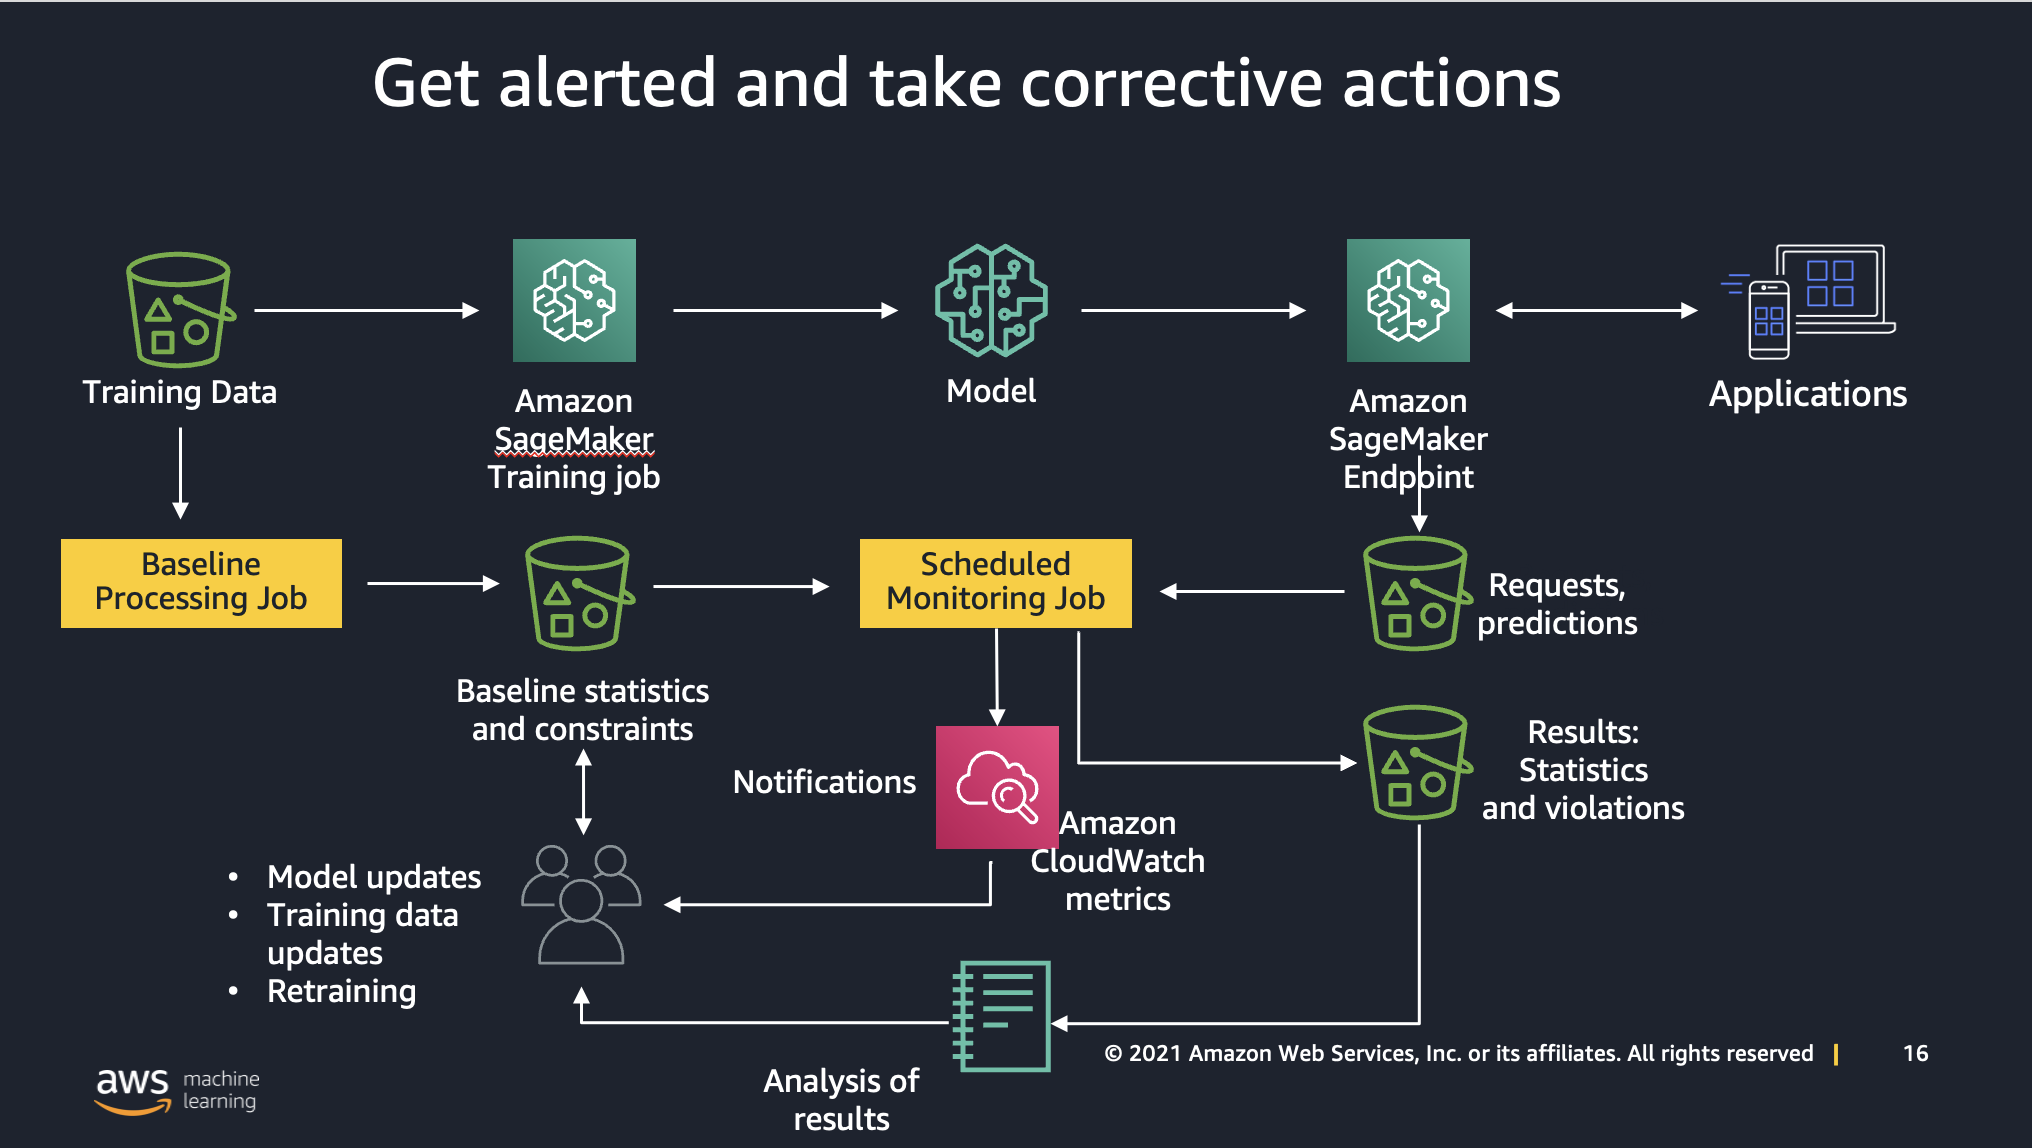 Get alerted and take corrective actions
Training Data
Amazon
SageMaker
Training job
Model
Amazon
SageMaker
Endpoint
Applications
Baseline
Processing Job
Baseline statistics
and constraints
Scheduled
Monitoring Job
Requests,
predictions
Notifications
Amazon
CloudWatch
metrics
Results:
Statistics
and violations
• Model updates
• Training data
updates
• Retraining
Analysis of
results
aws machine
learning
© 2021 Amazon Web Services, Inc. or its affiliates. All rights reserved | 16